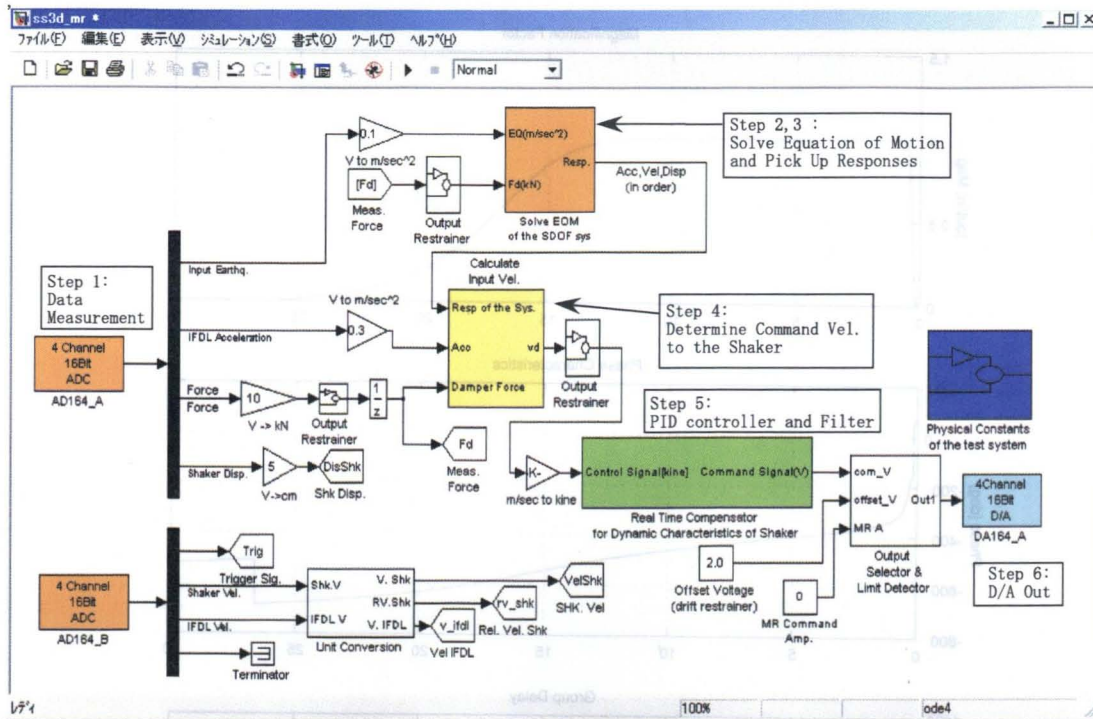 ss3d_mr *
ファイル(F) 編集(E) 表示(V) シミュレーション(S) 書式(O) ツール(T) ヘルプ(H)
Normal
0.1
V to m/sec^2
[Fd]
Meas.
Force
Output
Restrainer
EQ(m/sec^2)
Resp.
Fd(kN)
Solve EOM
of the SDOF sys
Step 2,3 :
Solve Equation of Motion
and Pick Up Responses
Acc,Vel,Disp
(in order)
Step 1:
Data
Measurement
4 Channel
16Bit
ADC
AD164_A
Input Earthq.
IFDL Acceleration
V to m/sec^2
0.3
Force
Force
10
V -> kN
Output
Restrainer
1
z
Shaker Disp.
5
V->cm
DisShk
Shk Disp.
Calculate
Input Vel.
Resp of the Sys.
Acc
vd
Damper Force
Output
Restrainer
Fd
Meas.
Force
Step 4:
Determine Command Vel.
to the Shaker
Step 5:
PID controller and Filter
-K-
m/sec to kine
Control Signal[kine]
Command Signal(V)
Real Time Compensator
for Dynamic Characteristics of Shaker
Physical Constants
of the test system
com_V
offset_V
Out1
MR A
Output
Selector &
Limit Detector
4Channel
16Bit
D/A
DA164_A
Step 6:
D/A Out
2.0
Offset Voltage
(drift restrainer)
0
MR Command
Amp.
4 Channel
16Bit
ADC
AD164_B
Trig
Trigger Sig.
Shaker Vel.
IFDL Vel.
Terminator
Shk.V
V. Shk
RV.Shk
IFDL V
V. IFDL
Unit Conversion
VelShk
SHK. Vel
rv_shk
Rel. Vel. Shk
v_ifdl
Vel IFDL
レディ
100%
ode4